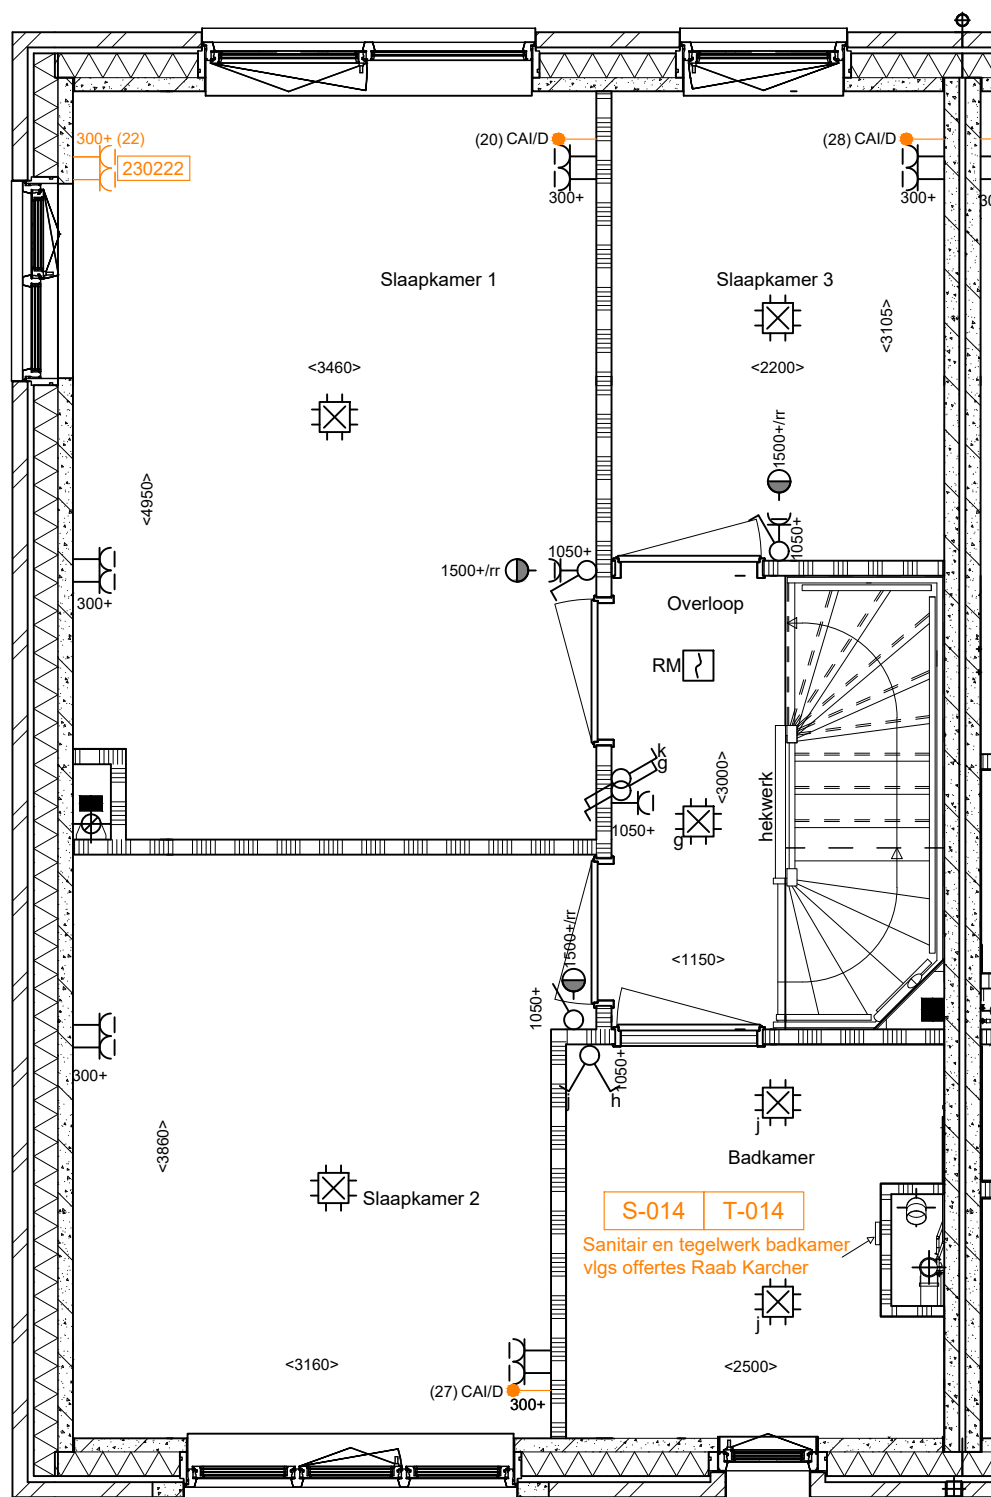 300+ (22)
230222
(20) CAI/D
300+
(28) CAI/D
300+
30
Slaapkamer 1
Slaapkamer 3
<3105>
<3460>
<2200>
<4950>
1500+/rr
1050+
1050+
1500+/rr
300+
Overloop
RM
k
g
<3000>
hekwerk
1050+
g
1500+/rr
<1150>
1050+
300+
1050+
j
h
j
<3860>
Badkamer
Slaapkamer 2
S-014
T-014
Sanitair en tegelwerk badkamer
vlgs offertes Raab Karcher
j
<3160>
<2500>
(27) CAI/D
300+